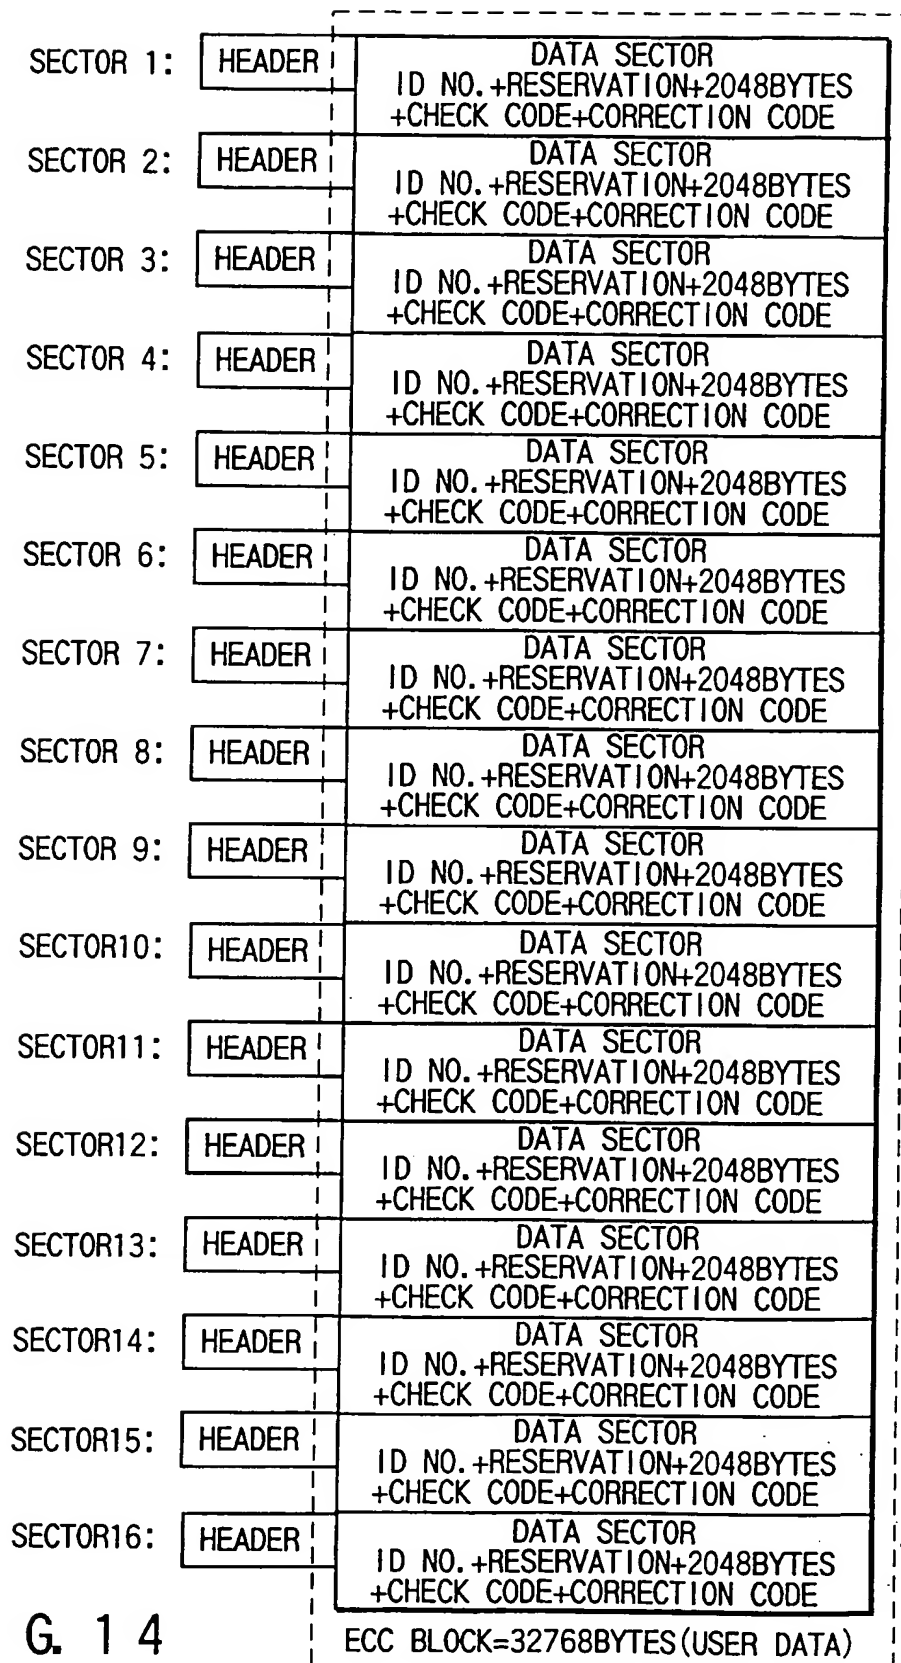 DATA SECTOR
SECTOR 1: HEADER ID NO.+RESERVATION+2048BYTES
+CHECK CODE+CORRECTION CODE
DATA SECTOR
SECTOR 2: HEADER ID NO.+RESERVATION+2048BYTES
+CHECK CODE+CORRECTION CODE
DATA SECTOR
SECTOR 3: HEADER ID NO.+RESERVATION+2048BYTES
+CHECK CODE+CORRECTION CODE
DATA SECTOR
SECTOR 4: HEADER ID NO.+RESERVATION+2048BYTES
+CHECK CODE+CORRECTION CODE
DATA SECTOR
SECTOR 5: HEADER ID NO.+RESERVATION+2048BYTES
+CHECK CODE+CORRECTION CODE
DATA SECTOR
SECTOR 6: HEADER ID NO.+RESERVATION+2048BYTES
+CHECK CODE+CORRECTION CODE
DATA SECTOR
SECTOR 7: HEADER ID NO.+RESERVATION+2048BYTES
+CHECK CODE+CORRECTION CODE
DATA SECTOR
SECTOR 8: HEADER ID NO.+RESERVATION+2048BYTES
+CHECK CODE+CORRECTION CODE
DATA SECTOR
SECTOR 9: HEADER ID NO.+RESERVATION+2048BYTES
+CHECK CODE+CORRECTION CODE
DATA SECTOR
SECTOR10: HEADER ID NO.+RESERVATION+2048BYTES
+CHECK CODE+CORRECTION CODE
DATA SECTOR
SECTOR11: HEADER ID NO.+RESERVATION+2048BYTES
+CHECK CODE+CORRECTION CODE
DATA SECTOR
SECTOR12: HEADER ID NO.+RESERVATION+2048BYTES
+CHECK CODE+CORRECTION CODE
DATA SECTOR
SECTOR13: HEADER ID NO.+RESERVATION+2048BYTES
+CHECK CODE+CORRECTION CODE
DATA SECTOR
SECTOR14: HEADER ID NO.+RESERVATION+2048BYTES
+CHECK CODE+CORRECTION CODE
DATA SECTOR
SECTOR15: HEADER ID NO.+RESERVATION+2048BYTES
+CHECK CODE+CORRECTION CODE
DATA SECTOR
SECTOR16: HEADER ID NO.+RESERVATION+2048BYTES
+CHECK CODE+CORRECTION CODE
G. 14 ECC BLOCK=32768BYTES(USER DATA)